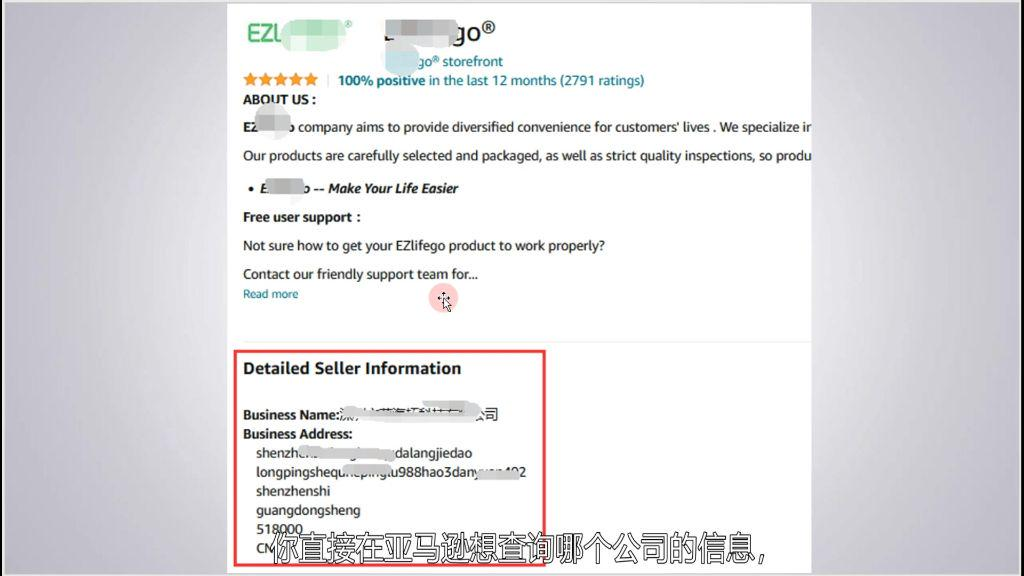 EZL
go®
go® storefront
100% positive in the last 12 months (2791 ratings)
ABOUT US :
EZ o company aims to provide diversified convenience for customers' lives . We specialize ir
Our products are carefully selected and packaged, as well as strict quality inspections, so produ
• E o -- Make Your Life Easier
Free user support :
Not sure how to get your EZlifego product to work properly?
Contact our friendly support team for...
Read more
Detailed Seller Information
Business Name: 公司
Business Address:
shenzh dalangjiedao
longpingshequ lu988hao3dany 402
shenzhenshi
guangdongsheng
518000
CN
你直接在亚马逊想查询哪个公司的信息，